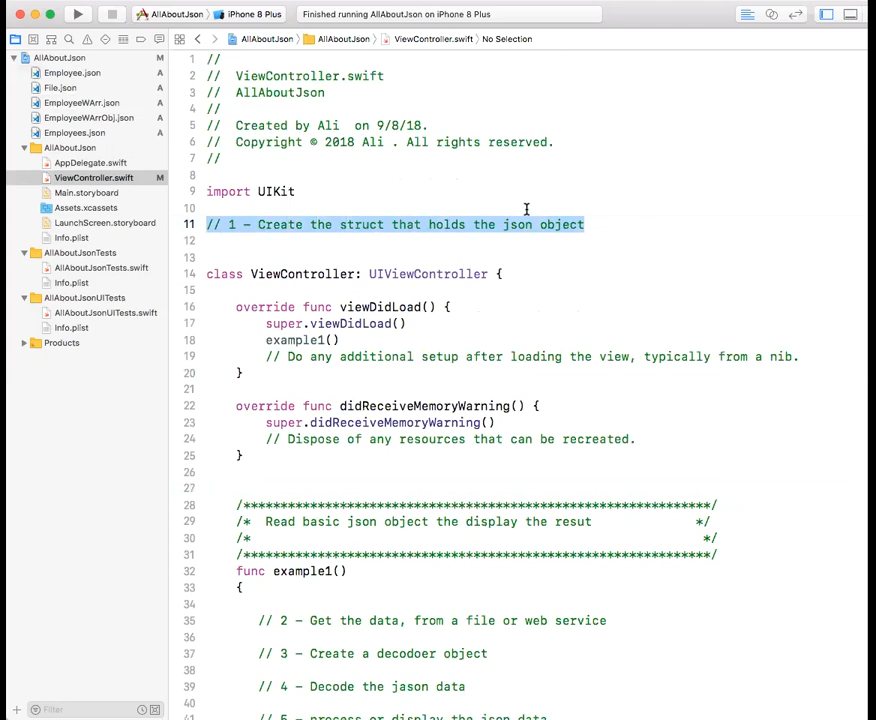 AllAboutJson
iPhone 8 Plus
Finished running AllAboutJson on iPhone 8 Plus
AllAboutJson
AllAboutJson
ViewController.swift
No Selection
AllAboutJson M
Employee.json A
File.json A
EmployeeWArr.json A
EmployeeWArrObj.json A
Employees.json A
AllAboutJson
AppDelegate.swift
ViewController.swift M
Main.storyboard
Assets.xcassets
LaunchScreen.storyboard
Info.plist
AllAboutJsonTests
AllAboutJsonTests.swift
Info.plist
AllAboutJsonUITests
AllAboutJsonUITests.swift
Info.plist
Products
Filter
1 //
2 // ViewController.swift
3 // AllAboutJson
4 //
5 // Created by Ali on 9/8/18.
6 // Copyright © 2018 Ali . All rights reserved.
7 //
8
9 import UIKit
10
11 // 1 - Create the struct that holds the json object
12
13
14 class ViewController: UIViewController {
15
16 override func viewDidLoad() {
17 super.viewDidLoad()
18 example1()
19 // Do any additional setup after loading the view, typically from a nib.
20 }
21
22 override func didReceiveMemoryWarning() {
23 super.didReceiveMemoryWarning()
24 // Dispose of any resources that can be recreated.
25 }
26
27
28 /***************************************************************/
29 /* Read basic json object the display the resut */
30 /* */
31 /***************************************************************/
32 func example1()
33 {
34
35 // 2 - Get the data, from a file or web service
36
37 // 3 - Create a decodoer object
38
39 // 4 - Decode the jason data
40
41 // 5 - process or display the json data